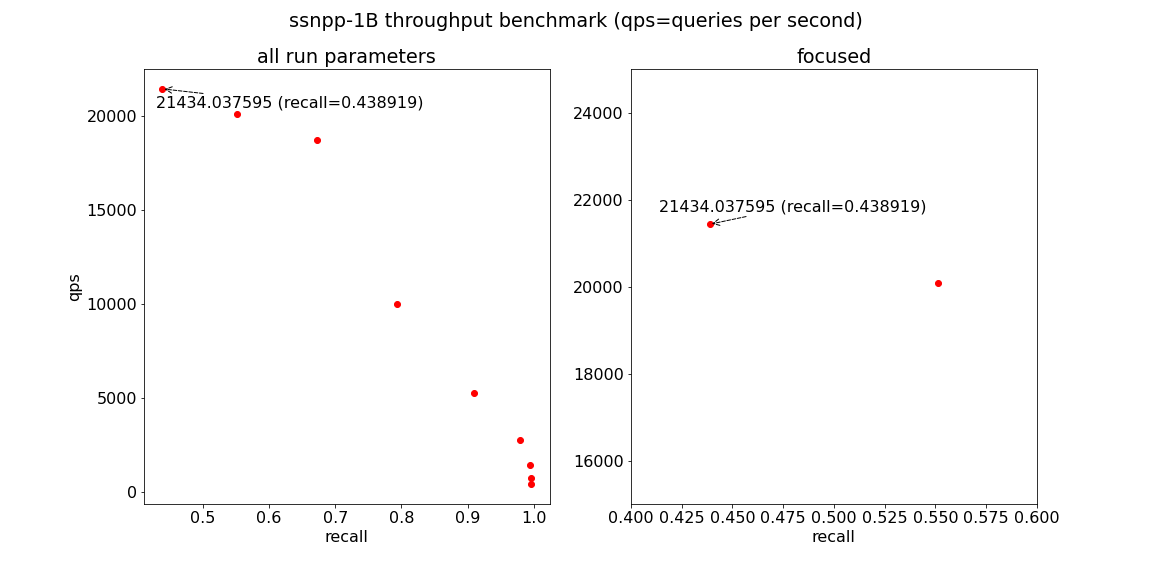 ssnpp-1B throughput benchmark (qps=queries per second)
all run parameters
21434.037595 (recall=0.438919)
20000
15000
10000
5000
0
qps
0.5 0.6 0.7 0.8 0.9 1.0
recall
focused
24000
22000
21434.037595 (recall=0.438919)
20000
18000
16000
0.400 0.425 0.450 0.475 0.500 0.525 0.550 0.575 0.600
recall